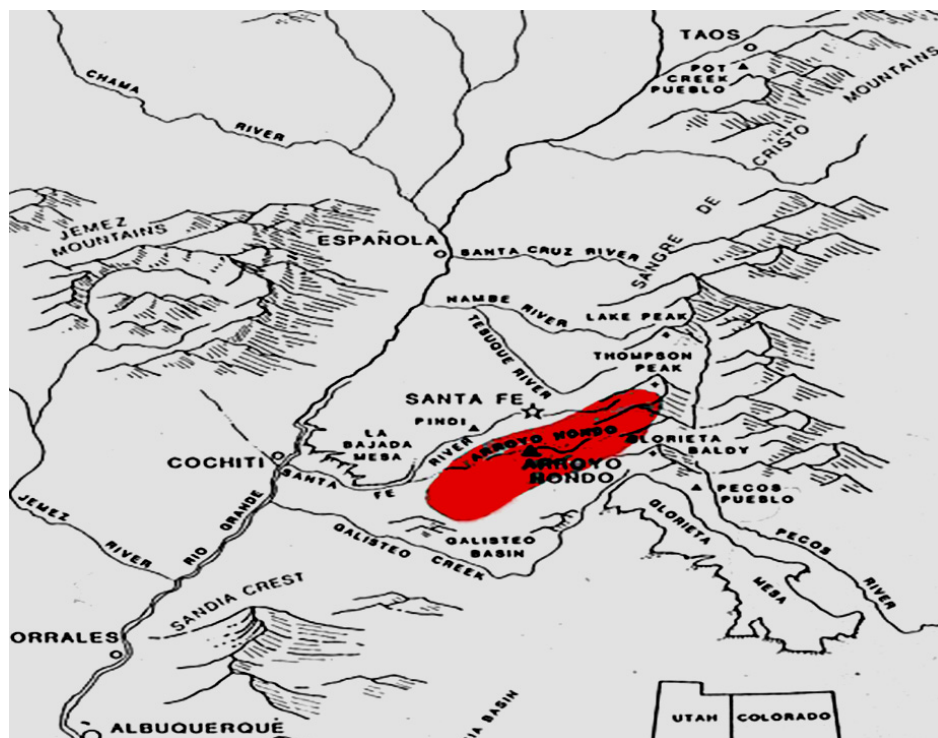 TAOS
POT
CREEK
PUEBLO
MOUNTAINS
CRISTO
DE
SANGRE
CHAMA
RIVER
JEMEZ
MOUNTAINS
ESPAÑOLA
SANTA CRUZ RIVER
NAMBE
RIVER
LAKE PEAK
TESUQUE RIVER
THOMPSON
PEAK
SANTA FE
PINDI
LA
BAJADA
MESA
RIVER
ARROYO HONDO
GLORIETA
BALDY
ARROYO
HONDO
COCHITI
SANTA
FE
PECOS
PUEBLO
JEMEZ
RIVER
RIO
GRANDE
GALISTEO
CREEK
GALISTEO
BASIN
GLORIETA
MESA
PECOS
RIVER
SANDIA CREST
ORRALES
ALBUQUERQUE
IA BASIN
UTAH
COLORADO